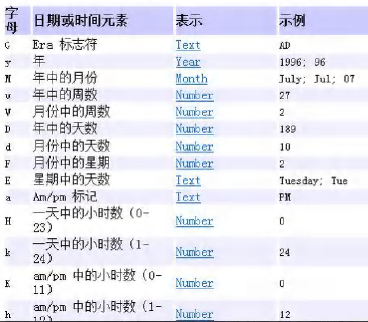 字母 日期或时间元素 表示 示例
G Era 标志符 Text AD
y 年 Year 1996; 96
M 年中的月份 Month July; Jul; 07
w 年中的周数 Number 27
W 月份中的周数 Number 2
D 年中的天数 Number 189
d 月份中的天数 Number 10
F 月份中的星期 Number 2
E 星期中的天数 Text Tuesday; Tue
a Am/pm 标记 Text PM
H 一天中的小时数（0-23） Number 0
k 一天中的小时数（1-24） Number 24
K am/pm 中的小时数（0-11） Number 0
h am/pm 中的小时数（1-12） Number 12